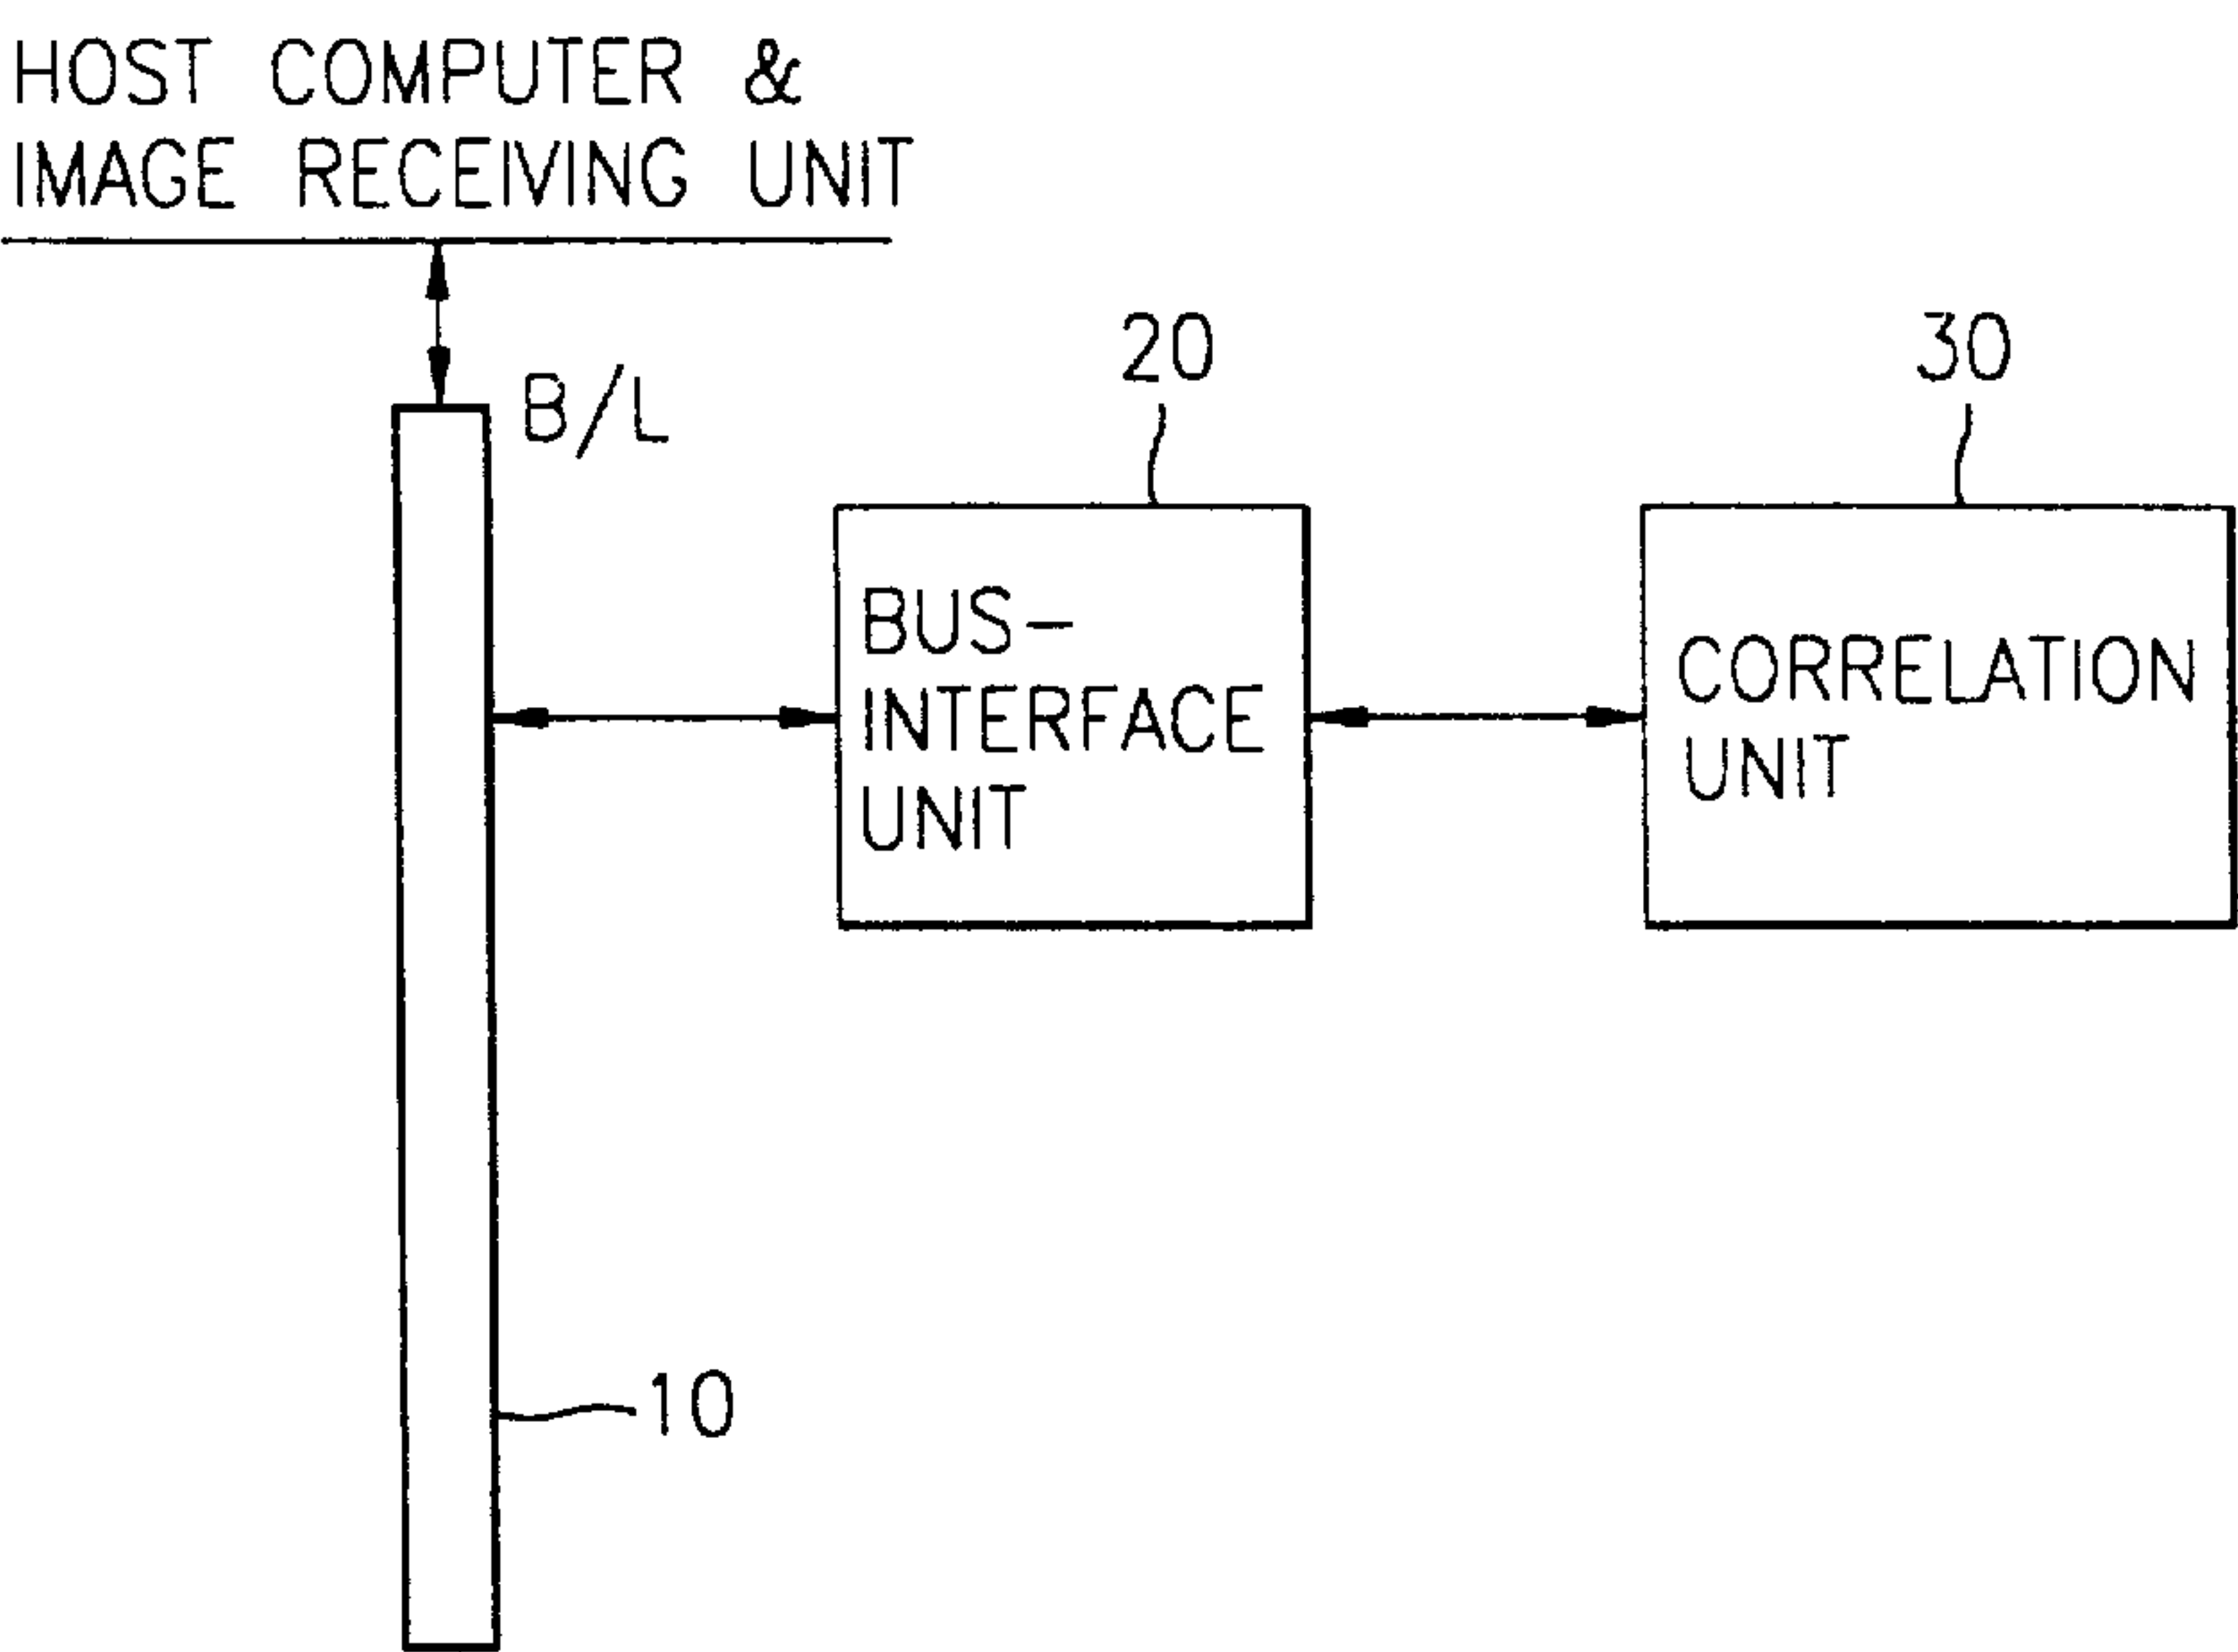 HOST COMPUTER &
IMAGE RECEIVING UNIT
B/L
20
30
BUS-
INTERFACE
UNIT
CORRELATION
UNIT
10